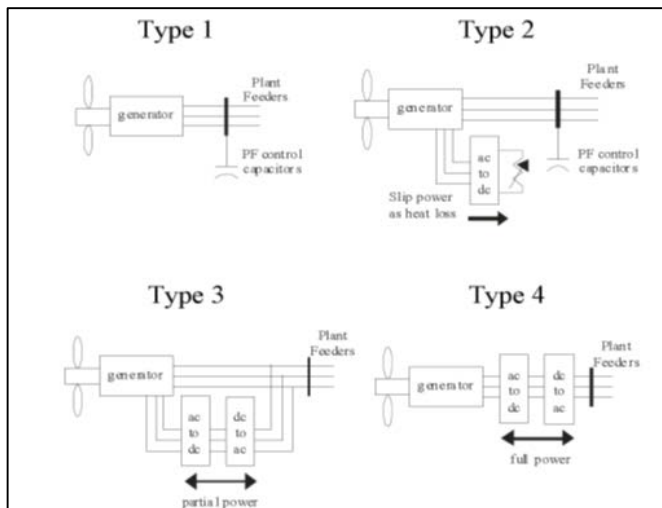 Type 1
Plant
Feeders
generator
PF control
capacitors
Type 2
Plant
Feeders
generator
ac
to
dc
PF control
capacitors
Slip power
as heat loss
Type 3
Plant
Feeders
generator
ac
to
dc
dc
to
ac
partial power
Type 4
Plant
Feeders
generator
ac
to
dc
dc
to
ac
full power